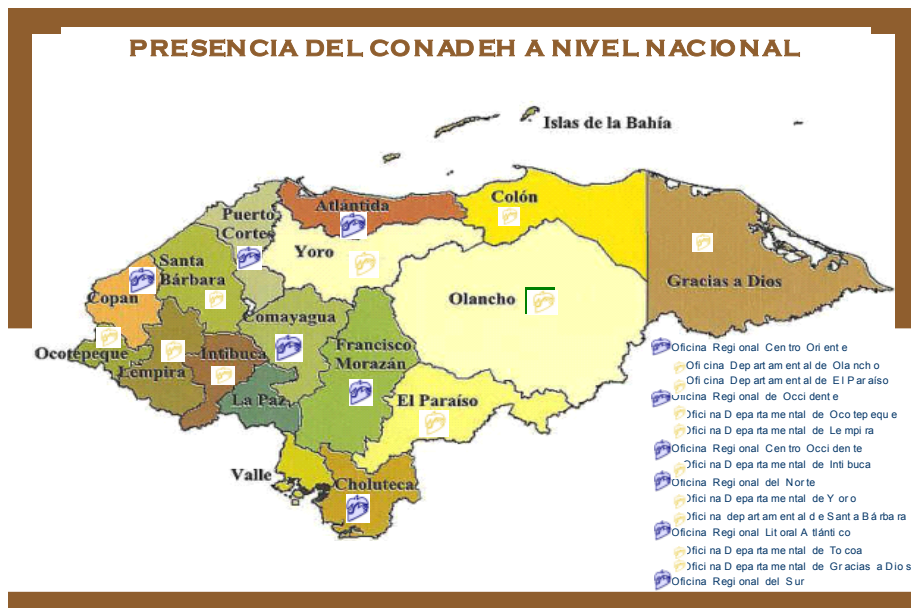 PRESENCIA DEL CONADEH A NIVEL NACIONAL
Islas de la Bahía
Colón
Atlántida
Puerto
Cortes
Yoro
Santa
Bárbara
Gracias a Dios
Copan
Olancho
Comayagua
Francisco
Morazán
Ocotepeque
Intibuca
Lempira
La Paz
El Paraíso
Valle
Choluteca
Oficina Regional Centro Oriente
Oficina Departamental de Olancho
Oficina Departamental de El Paraíso
Oficina Regional de Occidente
Oficina Departamental de Ocotepeque
Oficina Departamental de Lempira
Oficina Regional Centro Occidente
Oficina Departamental de Intibuca
Oficina Regional del Norte
Oficina Departamental de Yoro
Oficina departamental de Santa Bárbara
Oficina Regional Litoral Atlántico
Oficina Departamental de Tocoa
Oficina Departamental de Gracias a Dios
Oficina Regional del Sur